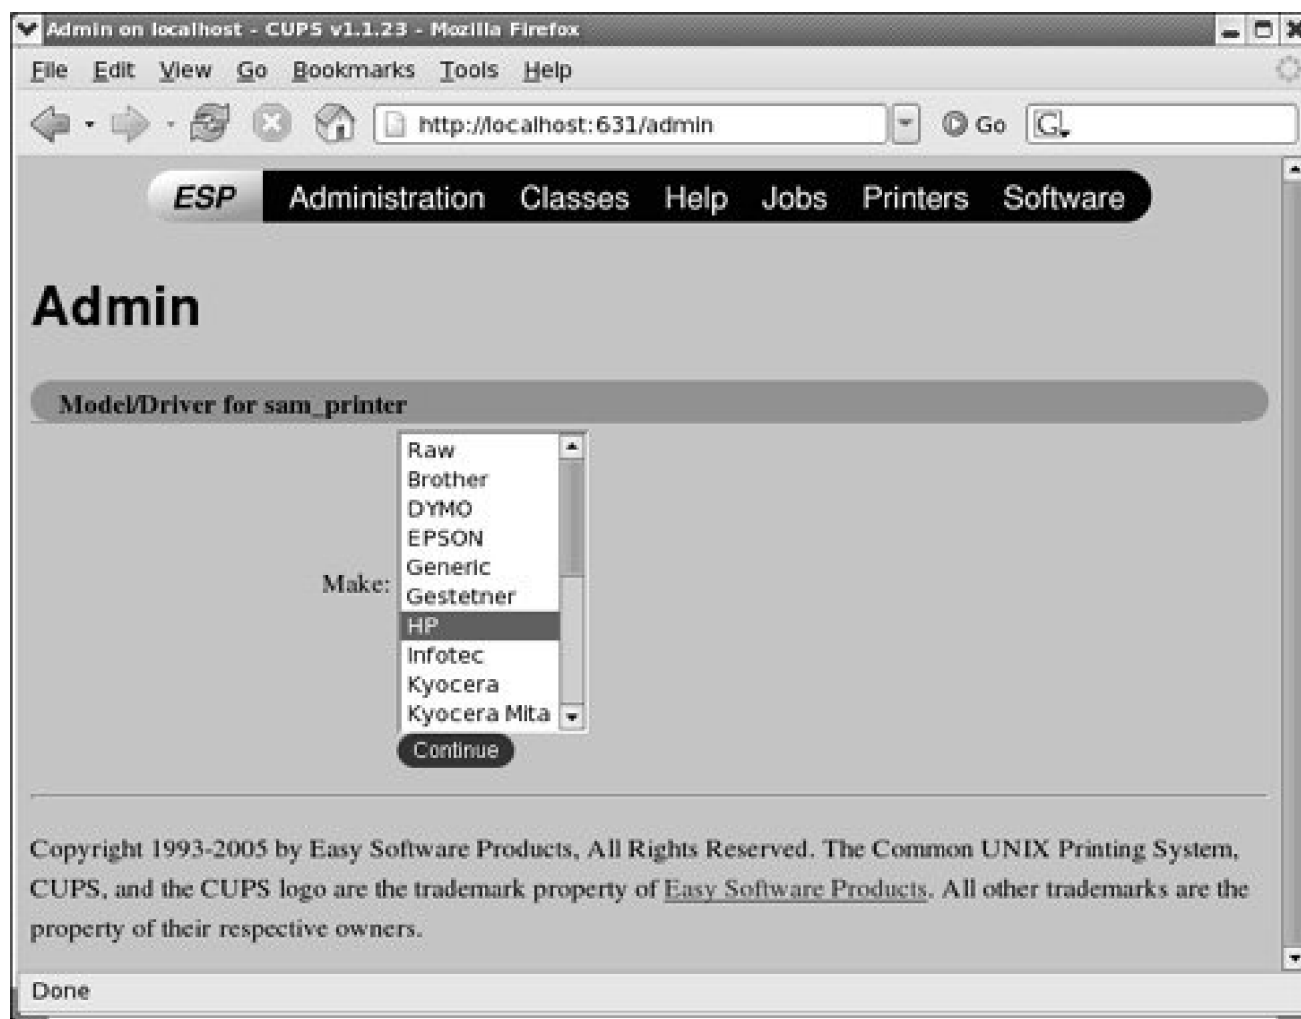 Admin on localhost - CUPS v1.1.23 - Mozilla Firefox
File Edit View Go Bookmarks Tools Help
http://localhost:631/admin Go G
ESP Administration Classes Help Jobs Printers Software
Admin
Model/Driver for sam_printer
Make:
Raw
Brother
DYMO
EPSON
Generic
Gestetner
HP
Infotec
Kyocera
Kyocera Mita
Continue
Copyright 1993-2005 by Easy Software Products, All Rights Reserved. The Common UNIX Printing System,
CUPS, and the CUPS logo are the trademark property of Easy Software Products. All other trademarks are the
property of their respective owners.
Done